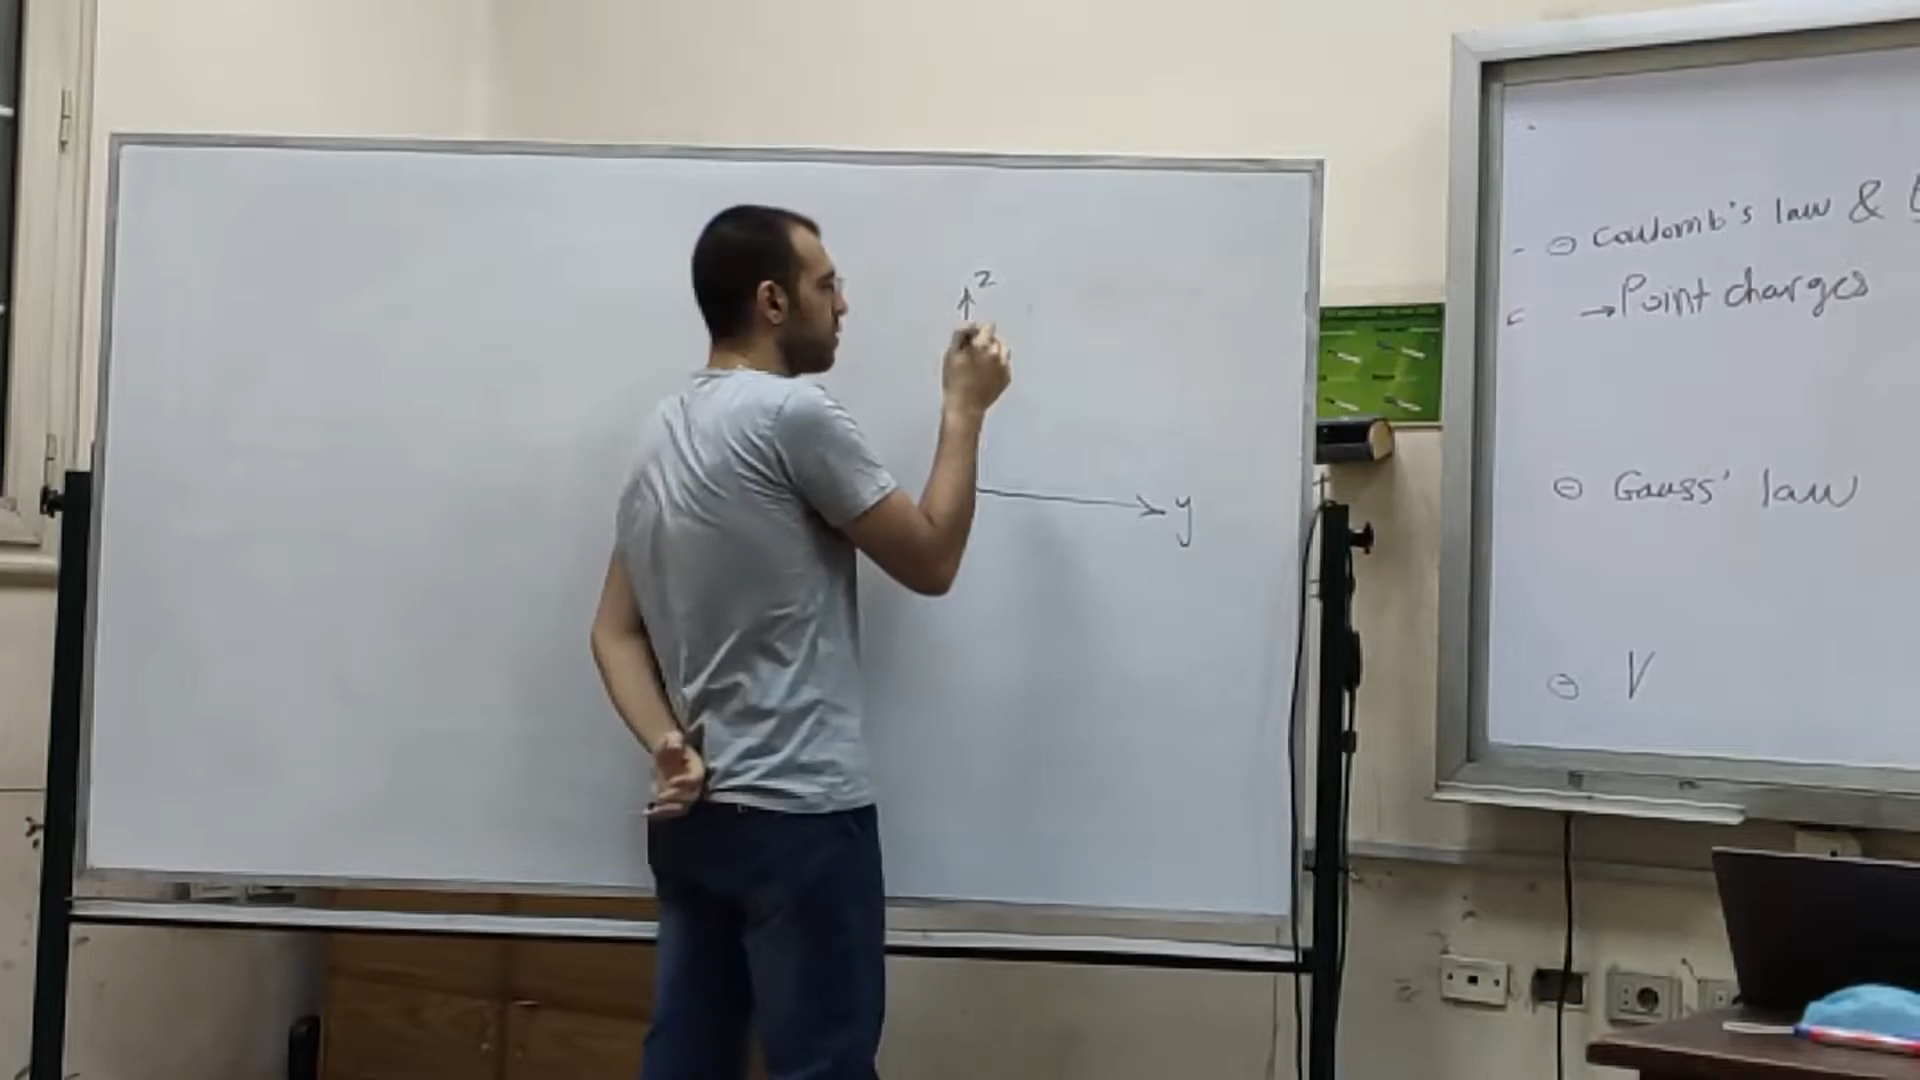 z
y
Coulomb's law &
→ Point charges
Gauss' law
V